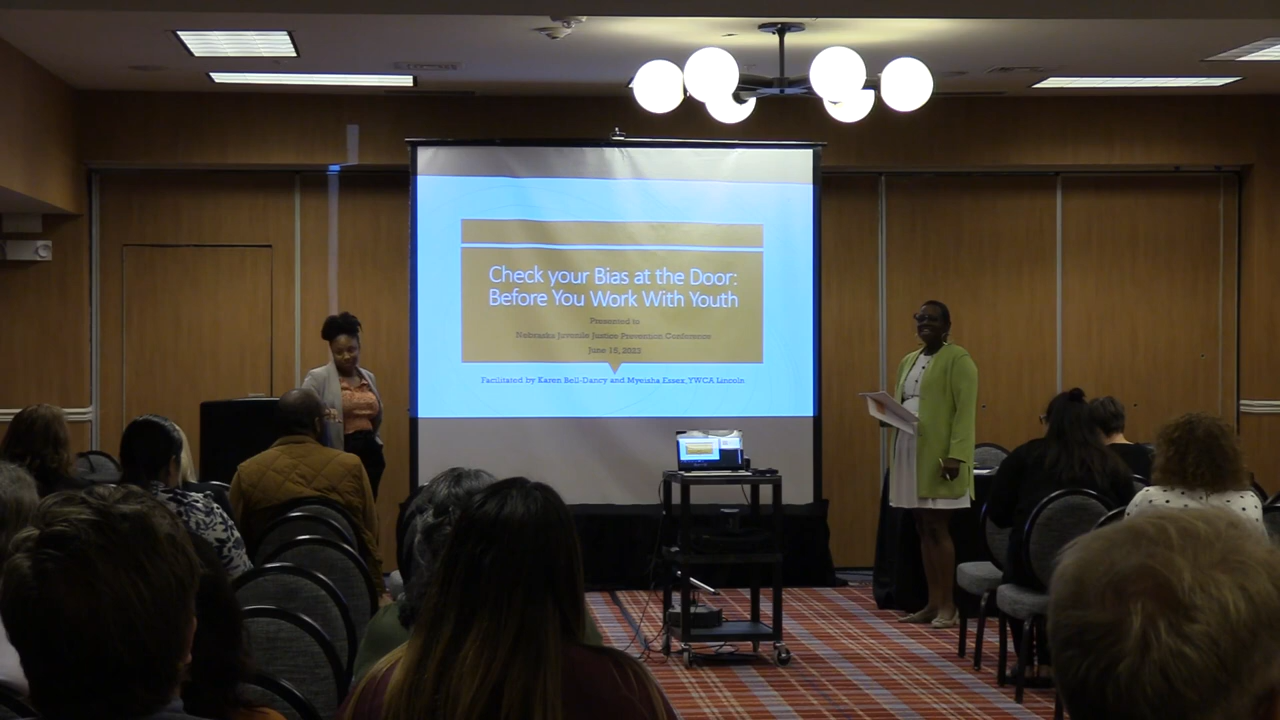 Check your Bias at the Door:
Before You Work With Youth
Presented to
Nebraska Juvenile Justice Prevention Conference
June 15, 2023
Facilitated by Karen Bell-Dancy and Myeisha Essex, YWCA Lincoln